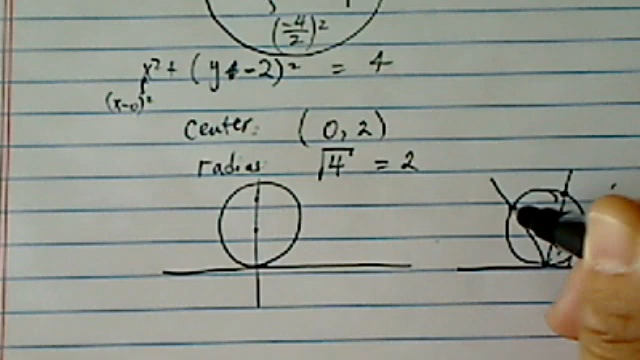 (-4/2)²
x² + (y + -2)² = 4
(x-0)²
center: (0, 2)
radius √4 = 2